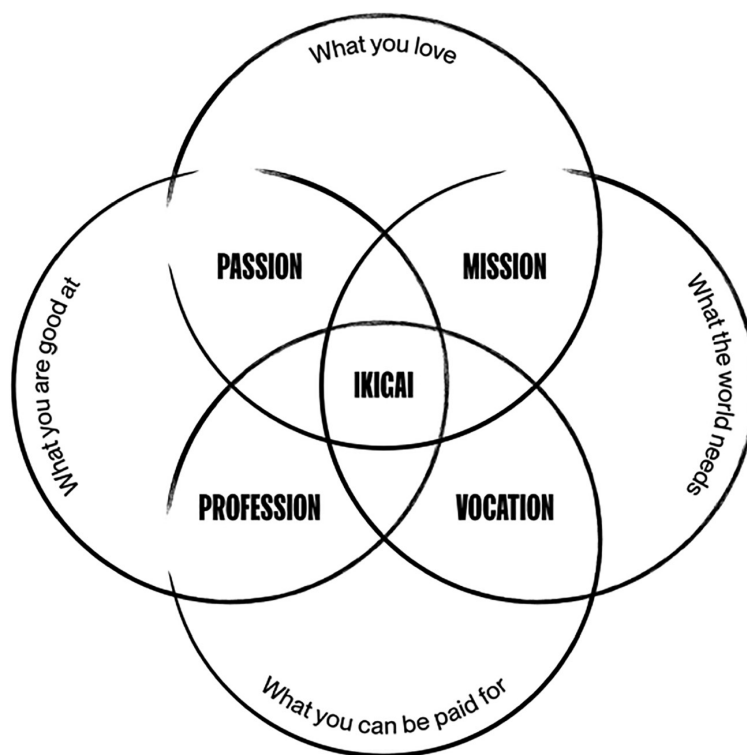 What you love
PASSION
MISSION
What you are good at
What the world needs
IKIGAI
PROFESSION
VOCATION
What you can be paid for